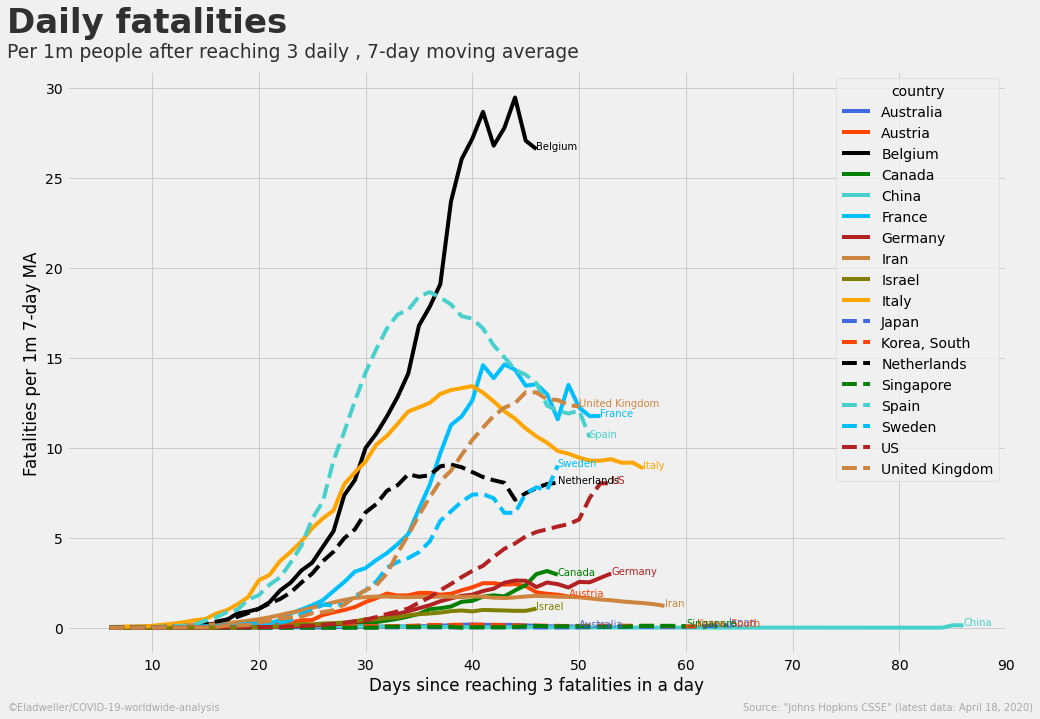 Daily fatalities
Per 1m people after reaching 3 daily , 7-day moving average
Fatalities per 1m 7-day MA
30
25
20
15
10
5
0
10
20
30
40
50
60
70
80
90
Days since reaching 3 fatalities in a day
Belgium
United Kingdom
France
Spain
Sweden
Italy
Netherlands
US
Canada
Germany
Austria
Iran
Israel
Australia
Singapore
Korea, South
Japan
China
country
Australia
Austria
Belgium
Canada
China
France
Germany
Iran
Israel
Italy
Japan
Korea, South
Netherlands
Singapore
Spain
Sweden
US
United Kingdom
©Eladweller/COVID-19-worldwide-analysis
Source: "Johns Hopkins CSSE" (latest data: April 18, 2020)